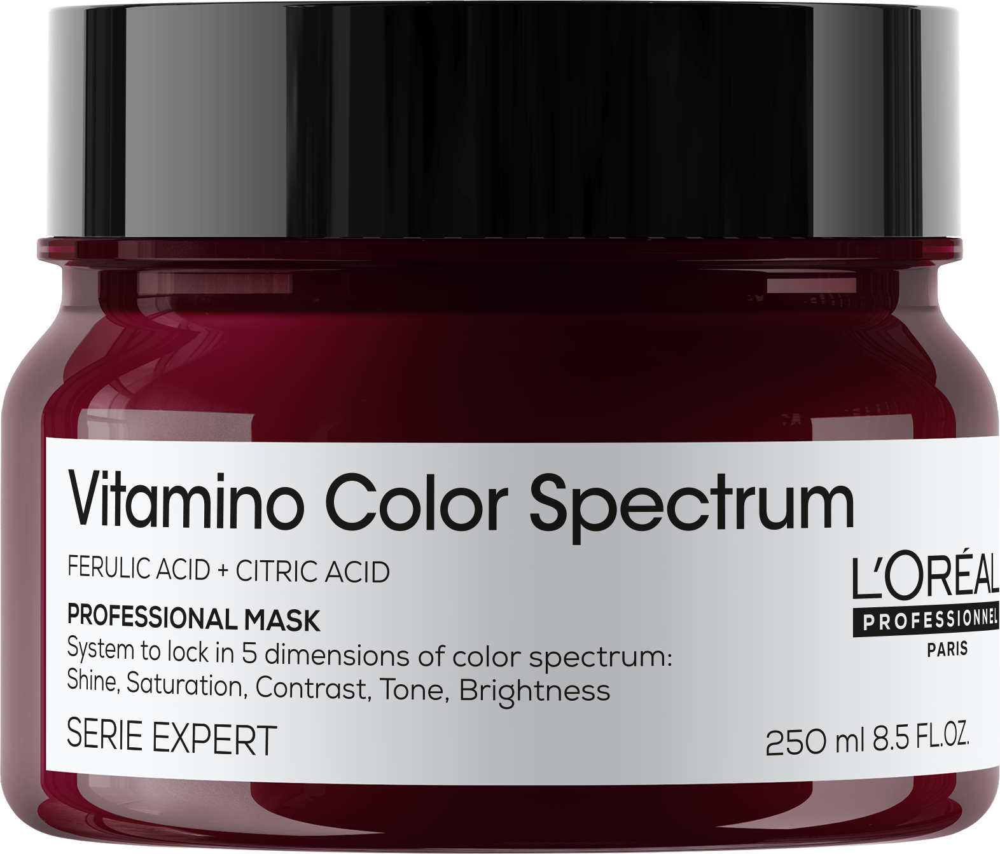 Vitamino Color Spectrum
FERULIC ACID + CITRIC ACID
PROFESSIONAL MASK
System to lock in 5 dimensions of color spectrum:
Shine, Saturation, Contrast, Tone, Brightness
SERIE EXPERT
L'ORÉAL
PROFESSIONNEL
PARIS
250 ml 8.5 FL.OZ.